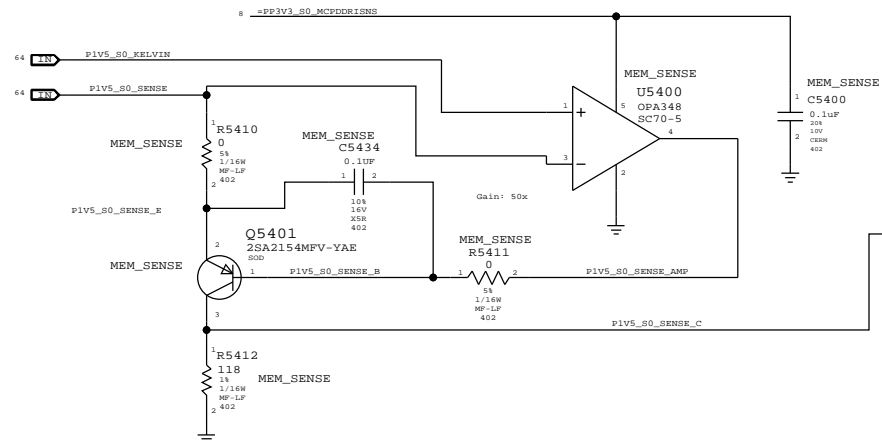 8 =PP3V3_S0_MCPDDRISNS
64 IN P1V5_S0_KELVIN
64 IN P1V5_S0_SENSE
MEM_SENSE
U5400
OPA348
SC70-5
1
+
3
−
5
4
2
MEM_SENSE
1 C5400
0.1uF
20%
10V
CERM
402
2
1 R5410
0
5%
1/16W
MF-LF
402
2
MEM_SENSE
MEM_SENSE
C5434
0.1UF
1 2
10%
16V
X5R
402
Gain: 50x
P1V5_S0_SENSE_E
Q5401
2SA2154MFV-YAE
SOD
2
1
3
MEM_SENSE
P1V5_S0_SENSE_B
MEM_SENSE
R5411
0
1 2
5%
1/16W
MF-LF
402
P1V5_S0_SENSE_AMP
P1V5_S0_SENSE_C
1 R5412
118
1%
1/16W
MF-LF
402
2
MEM_SENSE